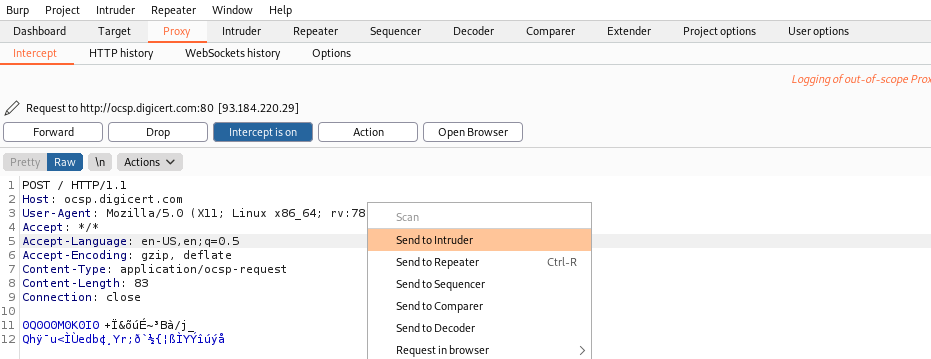 Burp Project Intruder Repeater Window Help
Dashboard Target Proxy Intruder Repeater Sequencer Decoder Comparer Extender Project options User options
Intercept HTTP history WebSockets history Options
Logging of out-of-scope Prox
Request to http://ocsp.digicert.com:80 [93.184.220.29]
Forward Drop Intercept is on Action Open Browser
Pretty Raw \n Actions
1 POST / HTTP/1.1
2 Host: ocsp.digicert.com
3 User-Agent: Mozilla/5.0 (X11; Linux x86_64; rv:78
4 Accept: */*
5 Accept-Language: en-US,en;q=0.5
6 Accept-Encoding: gzip, deflate
7 Content-Type: application/ocsp-request
8 Content-Length: 83
9 Connection: close
10
11 0Q0O0M0K0I0 +Ï&õúÉ~³Bà/j_
12 Qhÿ¯u<ÌÙedb¢¸Yr;ð`½{¦ßÌYÝíúýå
Scan
Send to Intruder
Send to Repeater Ctrl-R
Send to Sequencer
Send to Comparer
Send to Decoder
Request in browser